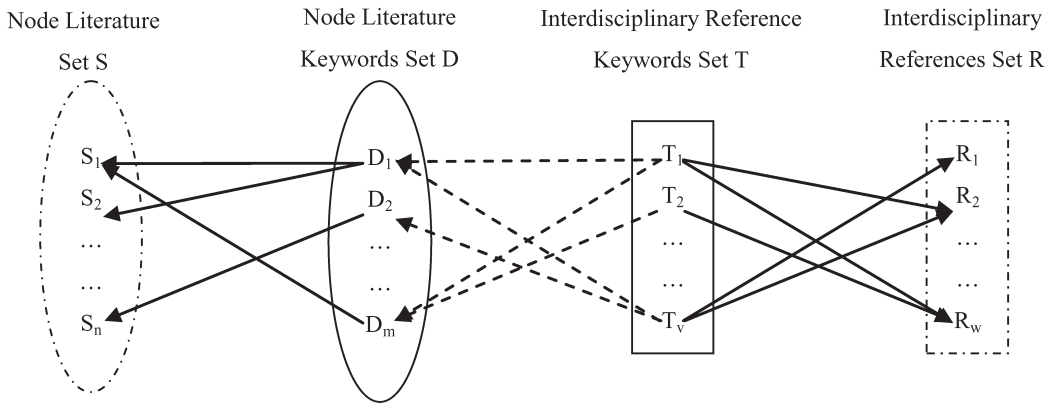 Node Literature
Set S
Node Literature
Keywords Set D
Interdisciplinary Reference
Keywords Set T
Interdisciplinary
References Set R
S1
S2
...
...
Sn
D1
D2
...
...
Dm
T1
T2
...
...
Tv
R1
R2
...
...
Rw